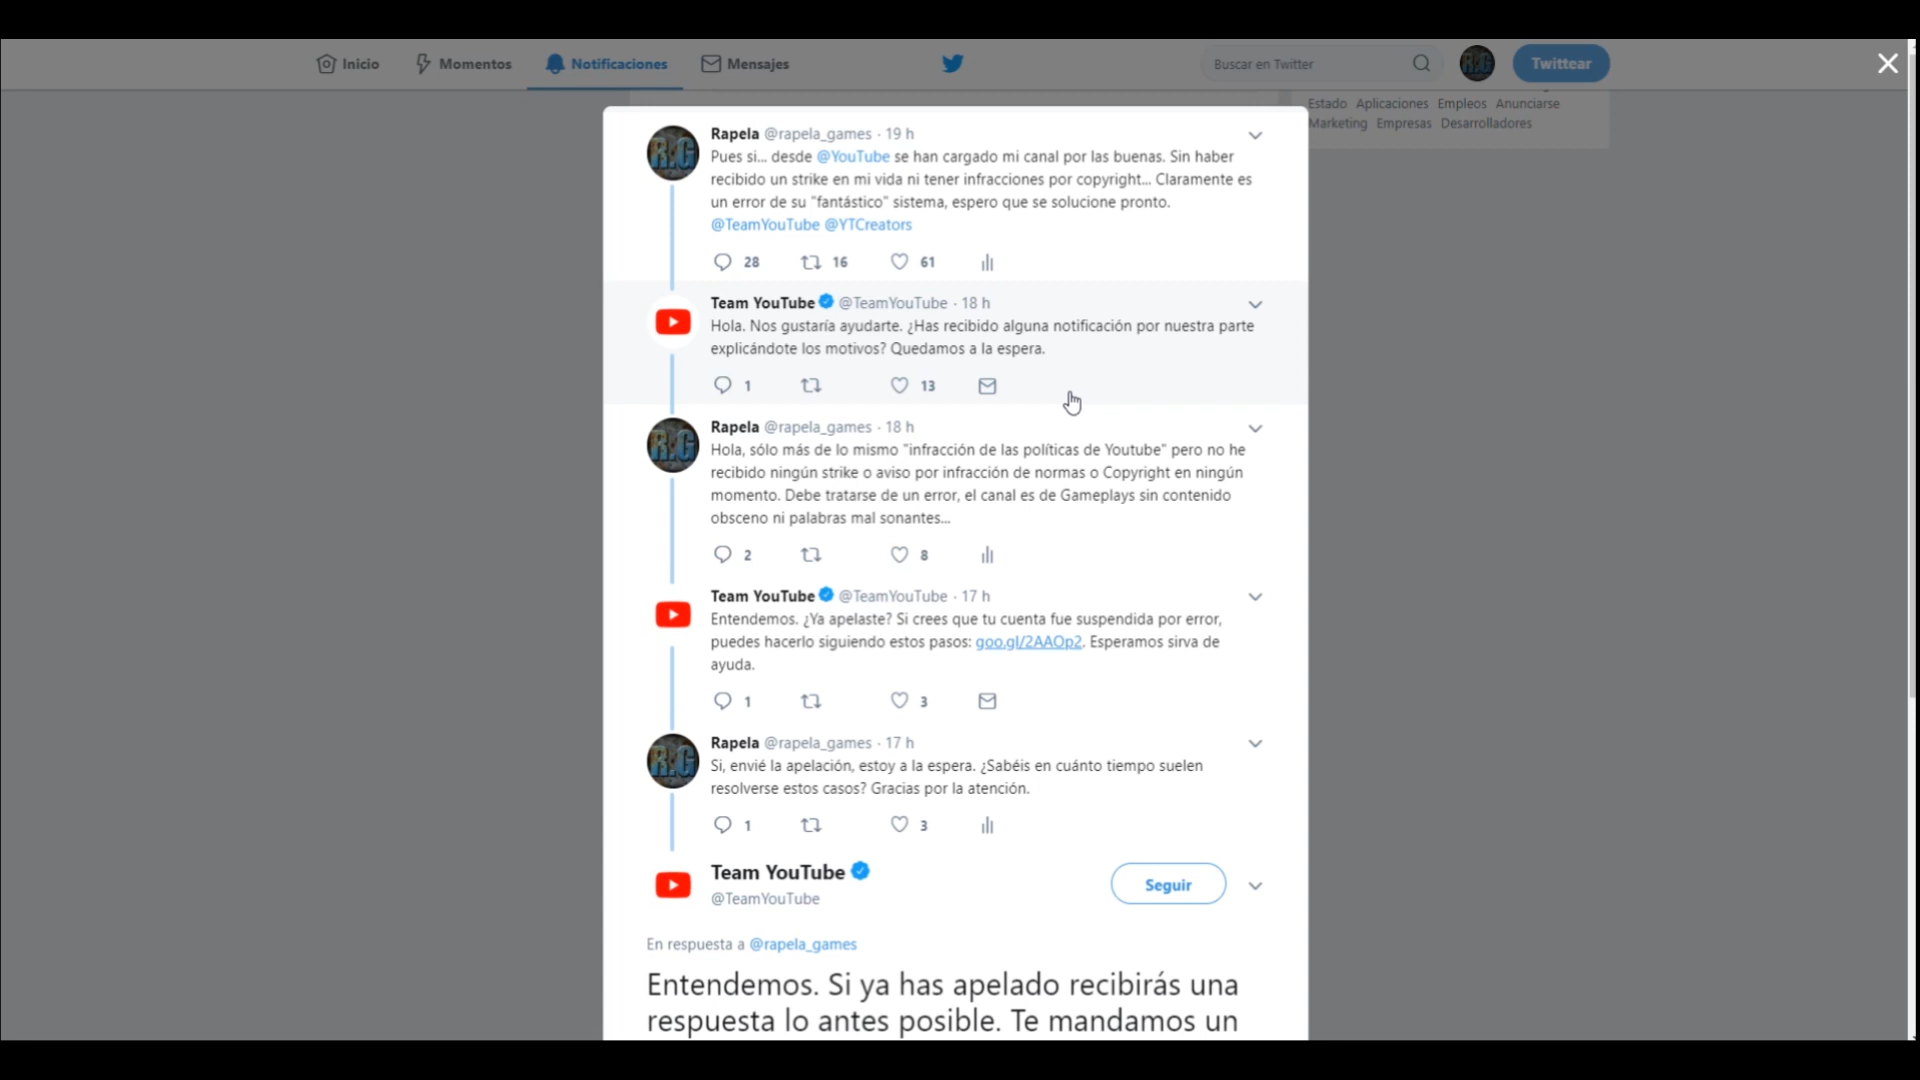 Inicio Momentos Notificaciones Mensajes Buscar en Twitter Twittear
Estado Aplicaciones Empleos Anunciarse
Marketing Empresas Desarrolladores
Rapela @rapela_games · 19 h
Pues si... desde @YouTube se han cargado mi canal por las buenas. Sin haber
recibido un strike en mi vida ni tener infracciones por copyright... Claramente es
un error de su "fantástico" sistema, espero que se solucione pronto.
@TeamYouTube @YTCreators
28 16 61
Team YouTube @TeamYouTube · 18 h
Hola. Nos gustaría ayudarte. ¿Has recibido alguna notificación por nuestra parte
explicándote los motivos? Quedamos a la espera.
1 13
Rapela @rapela_games · 18 h
Hola, sólo más de lo mismo "infracción de las políticas de Youtube" pero no he
recibido ningún strike o aviso por infracción de normas o Copyright en ningún
momento. Debe tratarse de un error, el canal es de Gameplays sin contenido
obsceno ni palabras mal sonantes...
2 8
Team YouTube @TeamYouTube · 17 h
Entendemos. ¿Ya apelaste? Si crees que tu cuenta fue suspendida por error,
puedes hacerlo siguiendo estos pasos: goo.gl/2AAOp2. Esperamos sirva de
ayuda.
1 3
Rapela @rapela_games · 17 h
Si, envié la apelación, estoy a la espera. ¿Sabéis en cuánto tiempo suelen
resolverse estos casos? Gracias por la atención.
1 3
Team YouTube
@TeamYouTube
Seguir
En respuesta a @rapela_games
Entendemos. Si ya has apelado recibirás una
respuesta lo antes posible. Te mandamos un